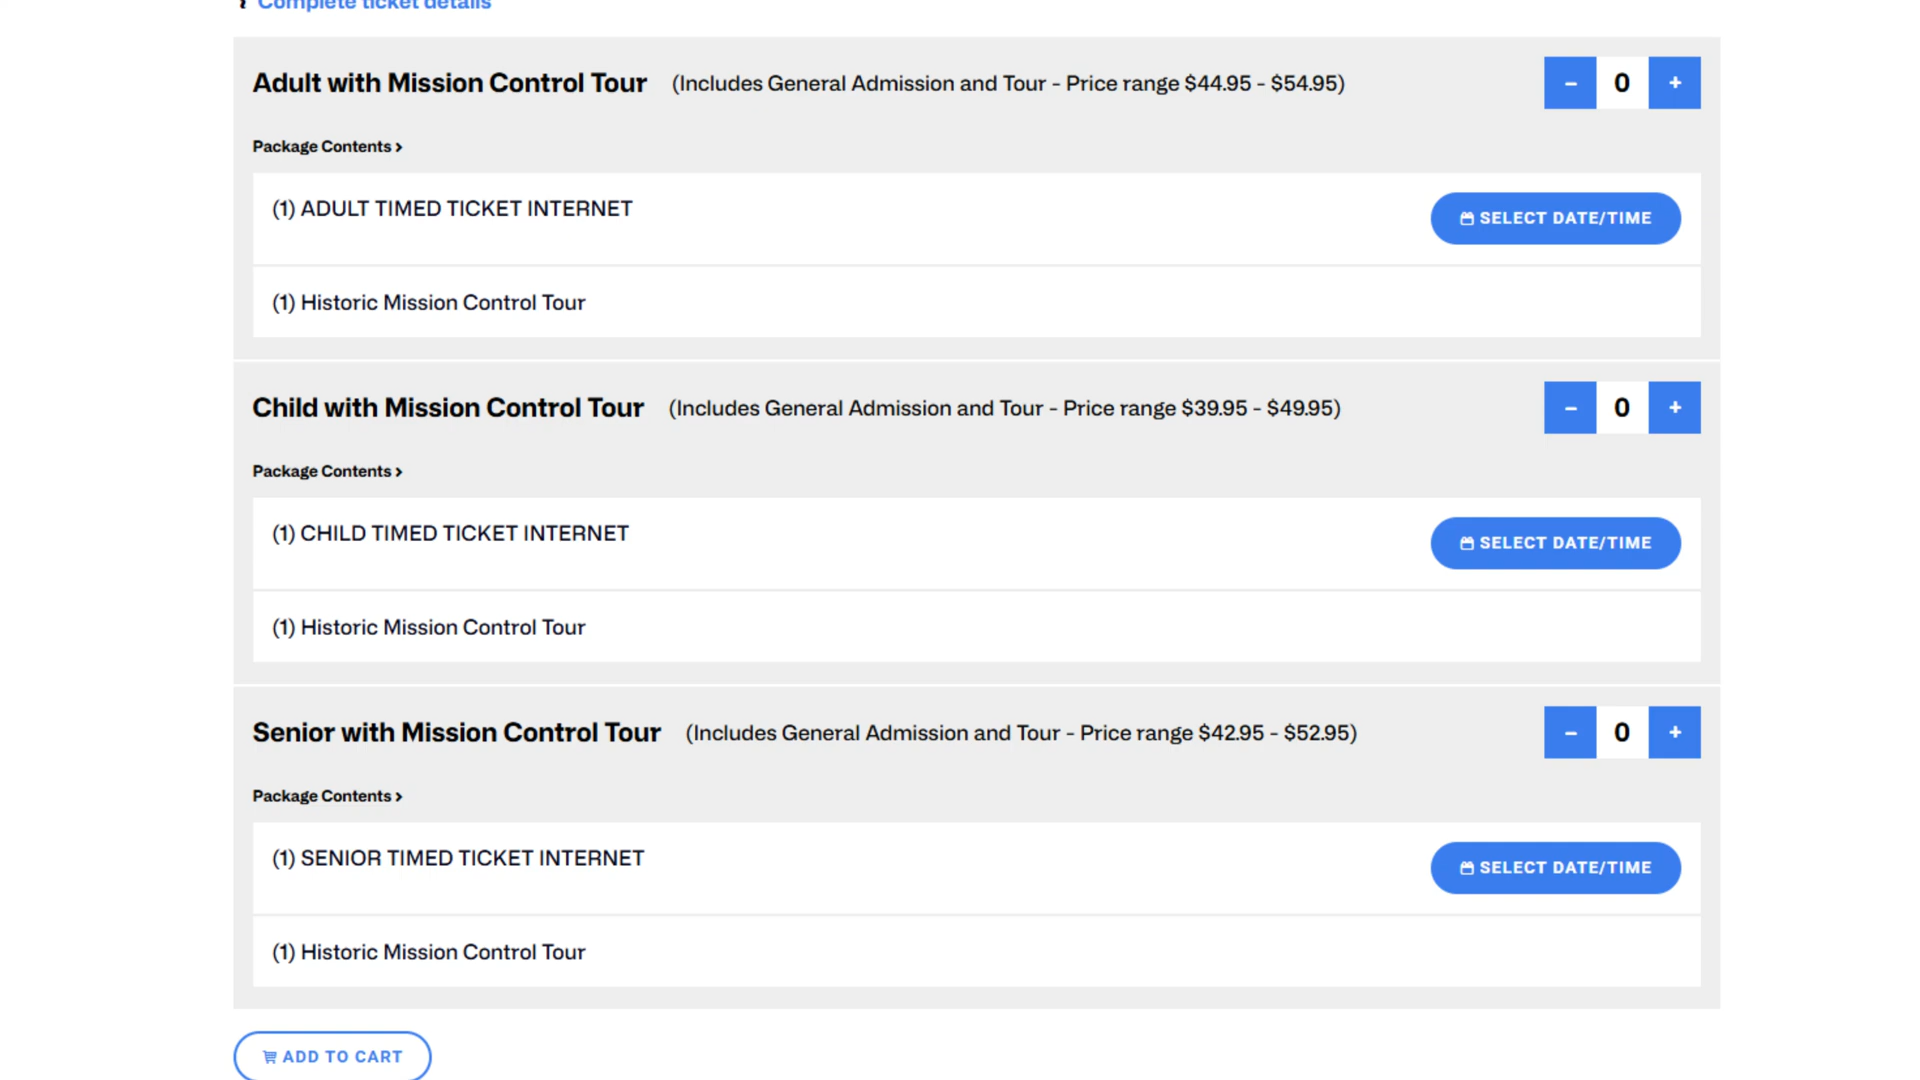 Complete ticket details
Adult with Mission Control Tour (Includes General Admission and Tour - Price range $44.95 - $54.95)
- 0 +
Package Contents ›
(1) ADULT TIMED TICKET INTERNET
SELECT DATE/TIME
(1) Historic Mission Control Tour
Child with Mission Control Tour (Includes General Admission and Tour - Price range $39.95 - $49.95)
- 0 +
Package Contents ›
(1) CHILD TIMED TICKET INTERNET
SELECT DATE/TIME
(1) Historic Mission Control Tour
Senior with Mission Control Tour (Includes General Admission and Tour - Price range $42.95 - $52.95)
- 0 +
Package Contents ›
(1) SENIOR TIMED TICKET INTERNET
SELECT DATE/TIME
(1) Historic Mission Control Tour
ADD TO CART